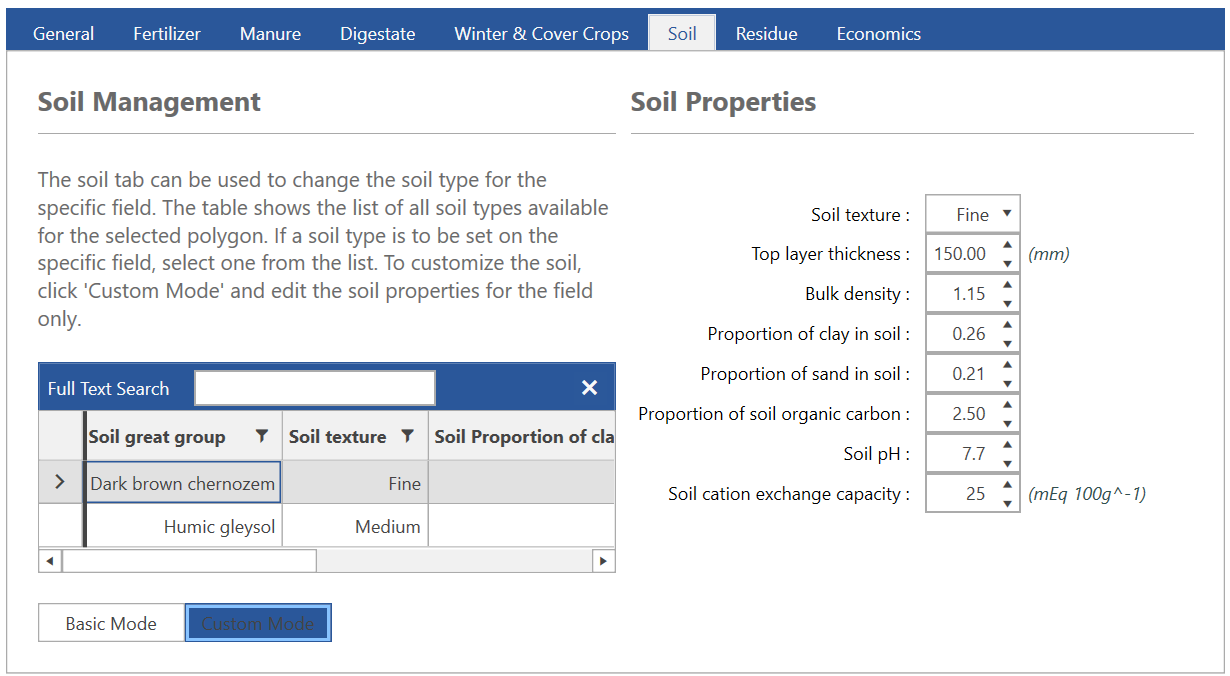 General Fertilizer Manure Digestate Winter & Cover Crops Soil Residue Economics
Soil Management
The soil tab can be used to change the soil type for the
specific field. The table shows the list of all soil types available
for the selected polygon. If a soil type is to be set on the
specific field, select one from the list. To customize the soil,
click 'Custom Mode' and edit the soil properties for the field
only.
Full Text Search
Soil great group Soil texture Soil Proportion of cla
Dark brown chernozem Fine
Humic gleysol Medium
Basic Mode Custom Mode
Soil Properties
Soil texture : Fine
Top layer thickness : 150.00 (mm)
Bulk density : 1.15
Proportion of clay in soil : 0.26
Proportion of sand in soil : 0.21
Proportion of soil organic carbon : 2.50
Soil pH : 7.7
Soil cation exchange capacity : 25 (mEq 100g^-1)